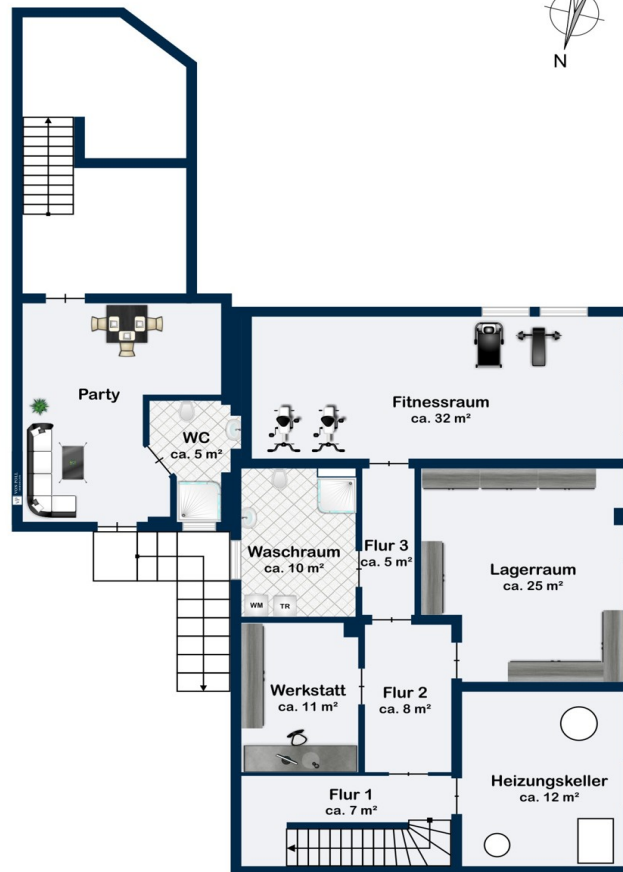 N
Party
Fitnessraum
ca. 32 m²
WC
ca. 5 m²
Waschraum
ca. 10 m²
Flur 3
ca. 5 m²
Lagerraum
ca. 25 m²
WM
TR
Werkstatt
ca. 11 m²
Flur 2
ca. 8 m²
Heizungskeller
ca. 12 m²
Flur 1
ca. 7 m²